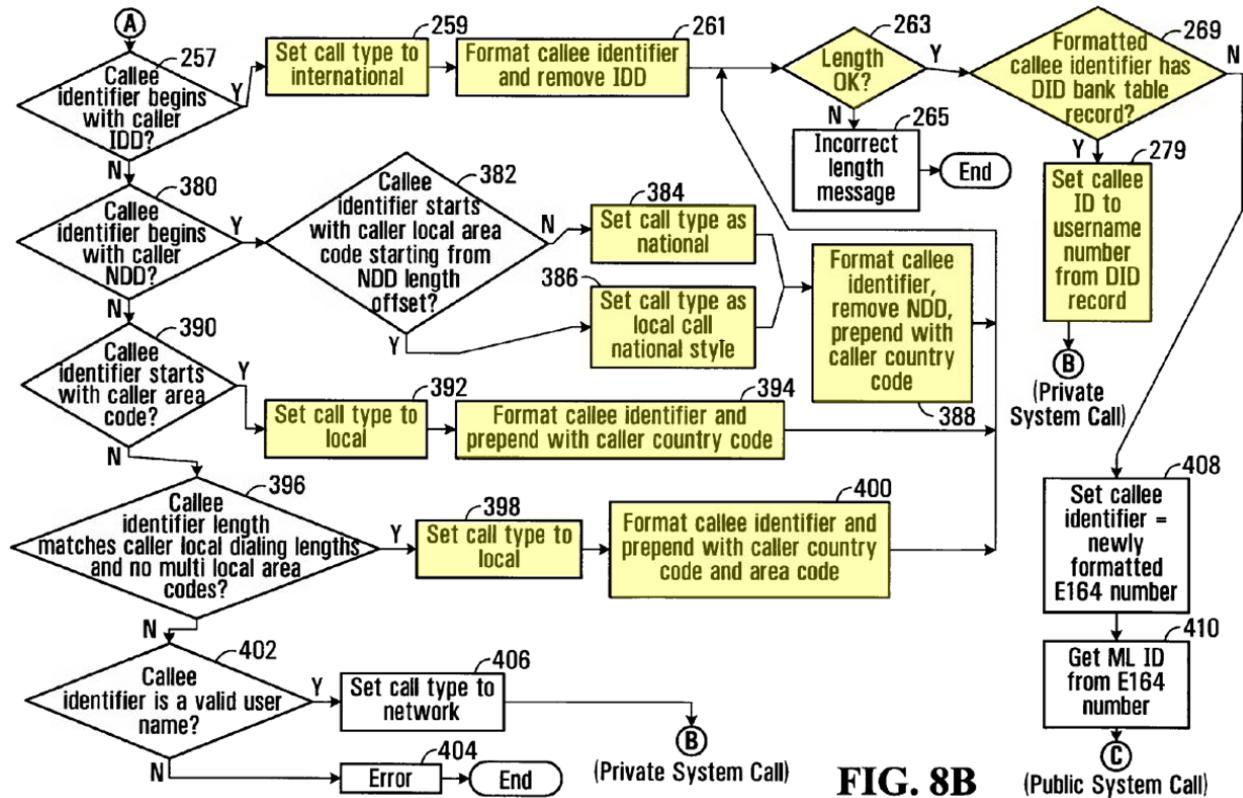 A
257
Callee
identifier begins
with caller
IDD?
Y
N
259
Set call type to
international
261
Format callee identifier
and remove IDD
263
Length
OK?
Y
N
265
Incorrect
length
message
End
269
Formatted
callee identifier has
DID bank table
record?
N
Y
279
Set callee
ID to
username
number
from DID
record
B
(Private
System Call)
380
Callee
identifier begins
with caller
NDD?
Y
N
382
Callee
identifier starts
with caller local area
code starting from
NDD length
offset?
N
Y
384
Set call type as
national
386
Set call type as
local call
national style
Format callee
identifier,
remove NDD,
prepend with
caller country
code
388
390
Callee
identifier starts
with caller area
code?
Y
N
392
Set call type to
local
394
Format callee identifier and
prepend with caller country code
396
Callee
identifier length
matches caller local dialing lengths
and no multi local area
codes?
Y
N
398
Set call type to
local
400
Format callee identifier and
prepend with caller country
code and area code
402
Callee
identifier is a valid user
name?
Y
N
406
Set call type to
network
B
(Private System Call)
404
Error
End
408
Set callee
identifier =
newly
formatted
E164 number
410
Get ML ID
from E164
number
C
(Public System Call)
FIG. 8B